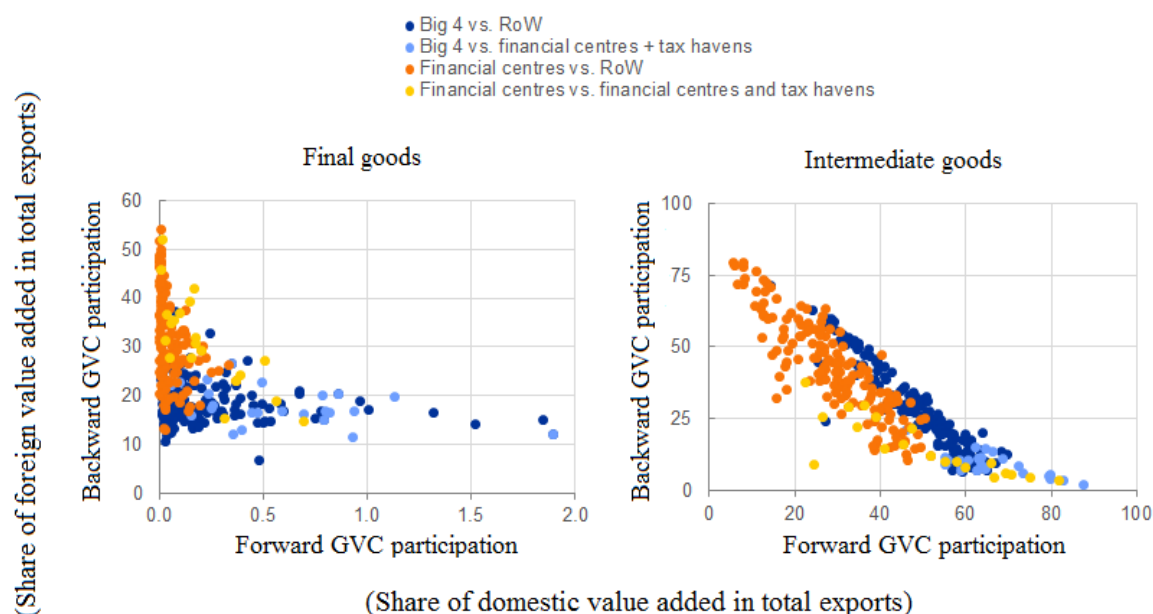 Big 4 vs. RoW
Big 4 vs. financial centres + tax havens
Financial centres vs. RoW
Financial centres vs. financial centres and tax havens
(Share of foreign value added in total exports)
Final goods
Backward GVC participation
60
50
40
30
20
10
0
0.0
0.5
1.0
1.5
2.0
Forward GVC participation
Intermediate goods
Backward GVC participation
100
75
50
25
0
0
20
40
60
80
100
Forward GVC participation
(Share of domestic value added in total exports)